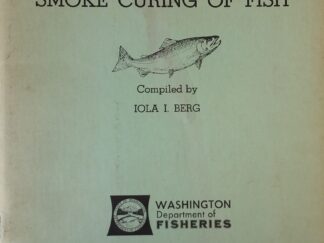 SMOKE CURING OF FISH
Compiled by
IOLA I. BERG
WASHINGTON
Department of
FISHERIES